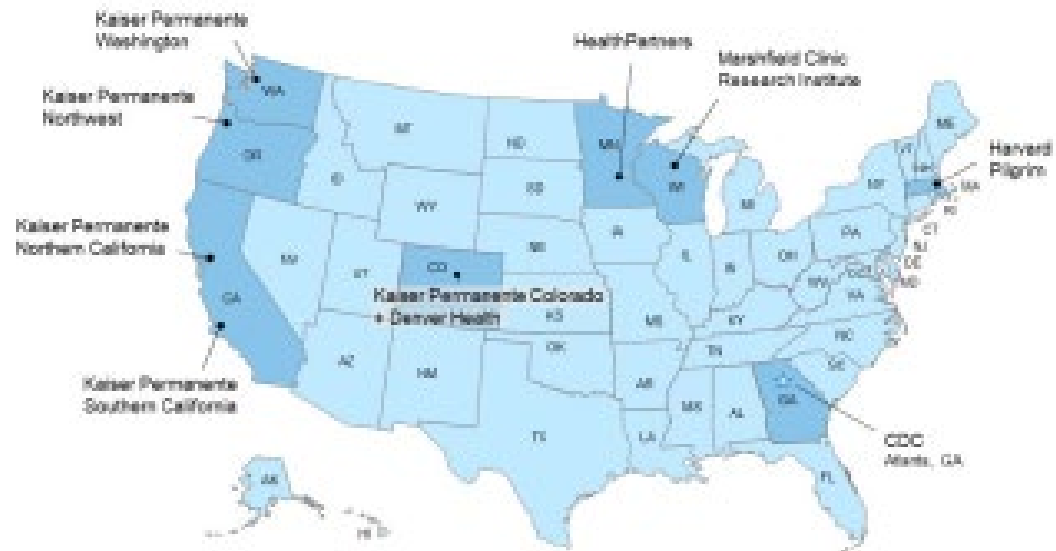 Kaiser Permanente
Washington
HealthPartners
Marshfield Clinic
Research Institute
Kaiser Permanente
Northwest
Harvard
Pilgrim
Kaiser Permanente
Northern California
Kaiser Permanente Colorado
+ Denver Health
Kaiser Permanente
Southern California
CDC
Atlanta, GA
WA
MT
ND
MN
ME
VT
NH
OR
ID
SD
WI
MI
NY
MA
RI
WY
CT
IA
PA
NJ
NE
OH
DE
NV
UT
CO
IL
IN
MD
WV
VA
CA
KS
MO
KY
NC
TN
OK
AZ
NM
AR
SC
MS
AL
GA
TX
LA
FL
AK
HI